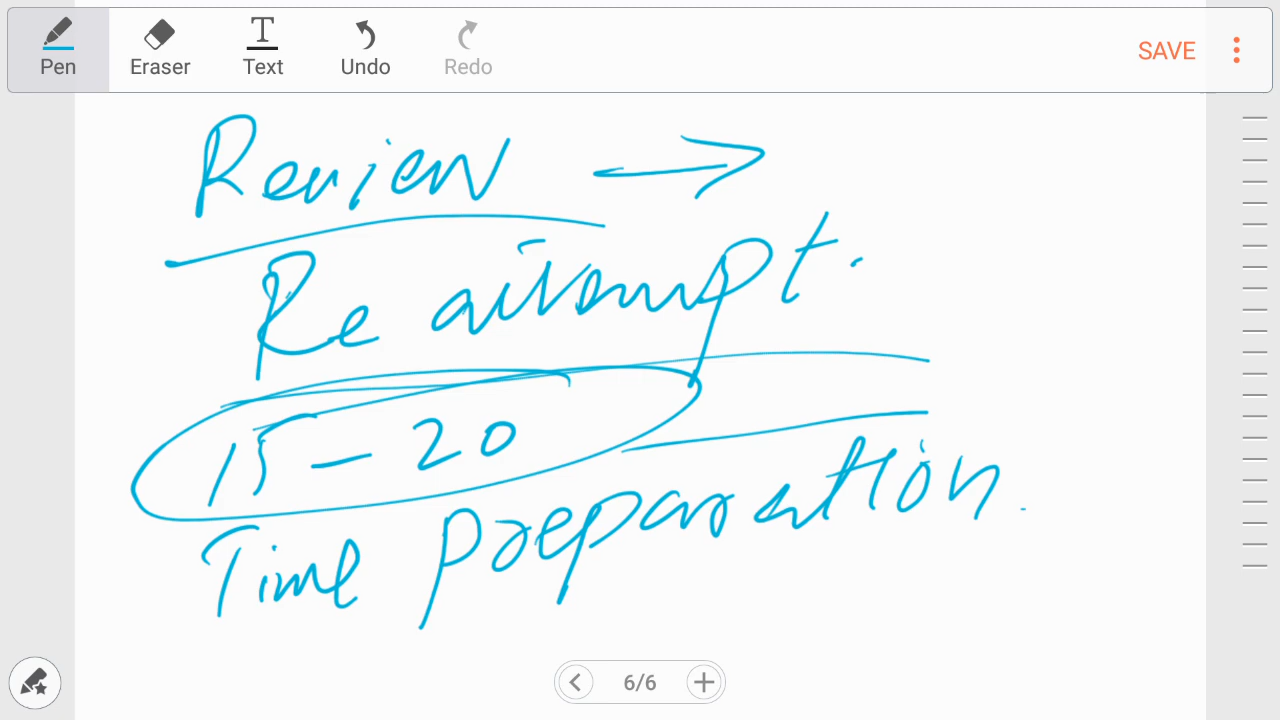 Pen Eraser Text Undo Redo SAVE
Review →
Re attempt.
15 - 20
Time preparation.
6/6